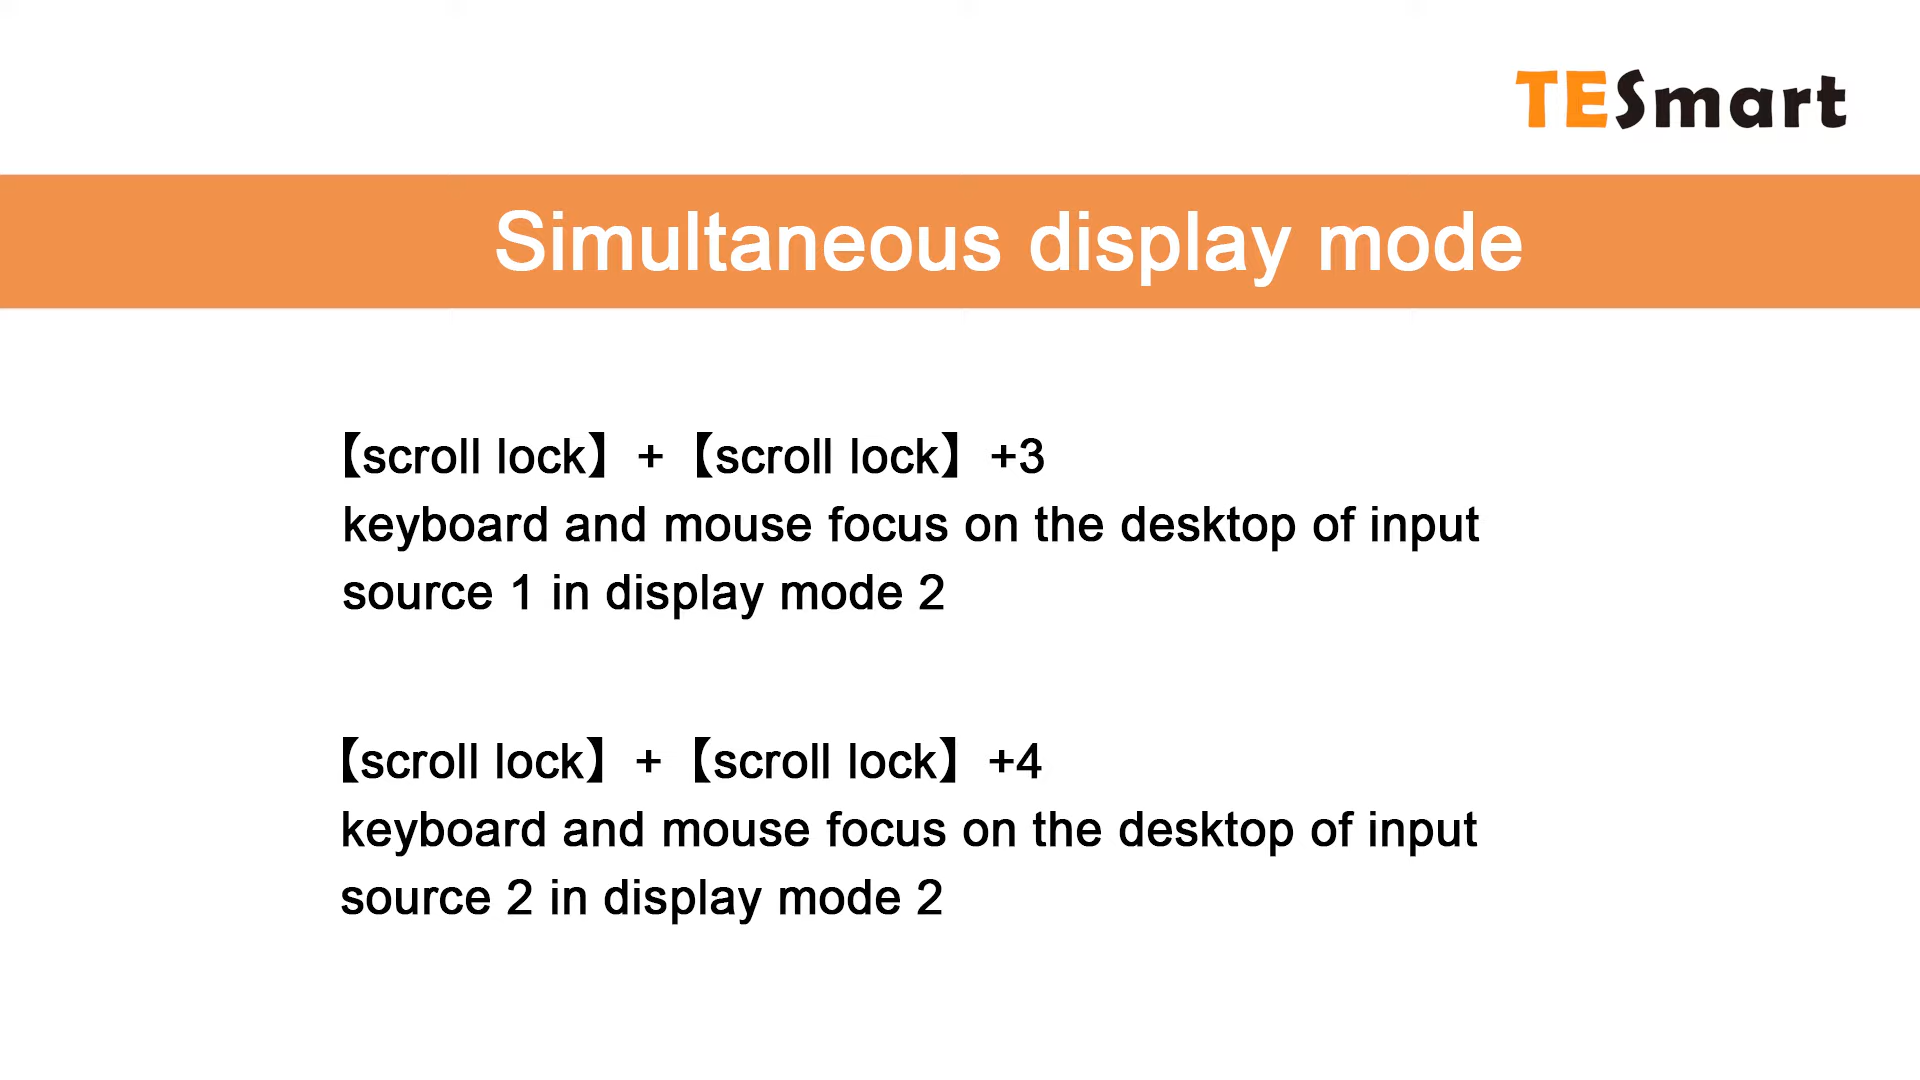 TESmart
Simultaneous display mode
【scroll lock】 + 【scroll lock】 +3
keyboard and mouse focus on the desktop of input
source 1 in display mode 2
【scroll lock】 + 【scroll lock】 +4
keyboard and mouse focus on the desktop of input
source 2 in display mode 2